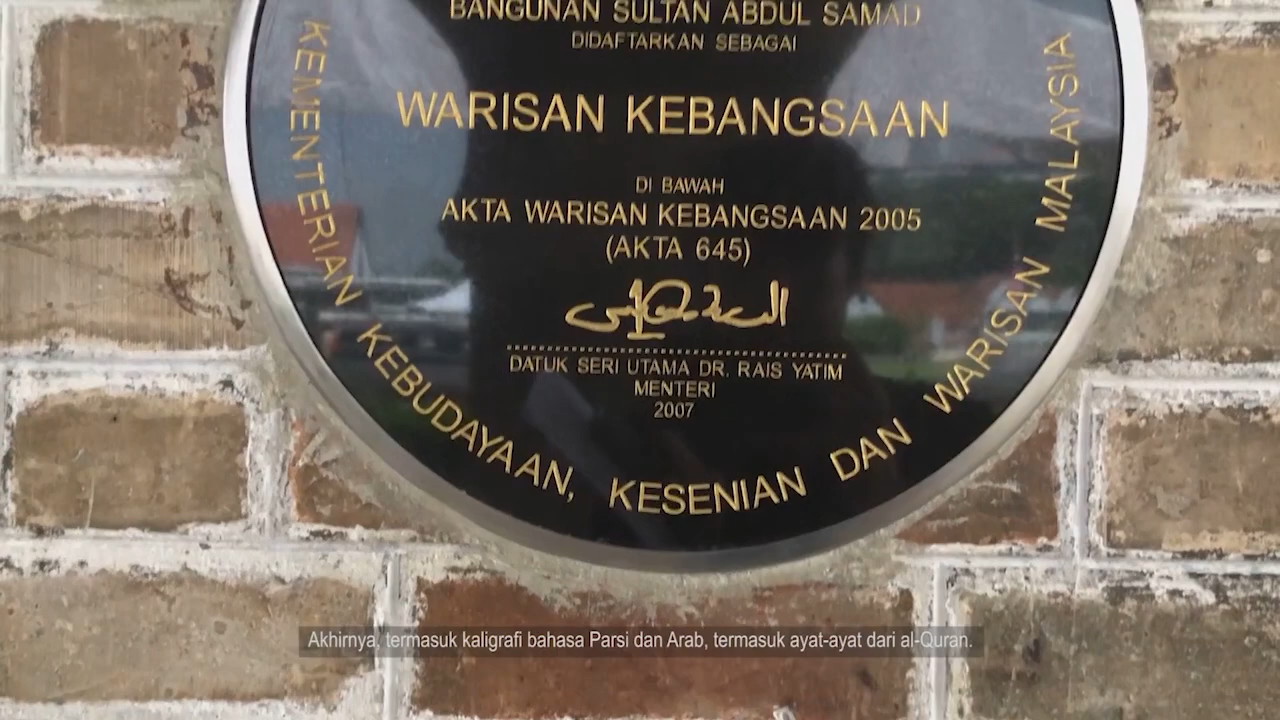 BANGUNAN SULTAN ABDUL SAMAD
DIDAFTARKAN SEBAGAI
WARISAN KEBANGSAAN
DI BAWAH
AKTA WARISAN KEBANGSAAN 2005
(AKTA 645)
DATUK SERI UTAMA DR. RAIS YATIM
MENTERI
2007
KEMENTERIAN KEBUDAYAAN, KESENIAN DAN WARISAN MALAYSIA
Akhirnya, termasuk kaligrafi bahasa Parsi dan Arab, termasuk ayat-ayat dari al-Quran.